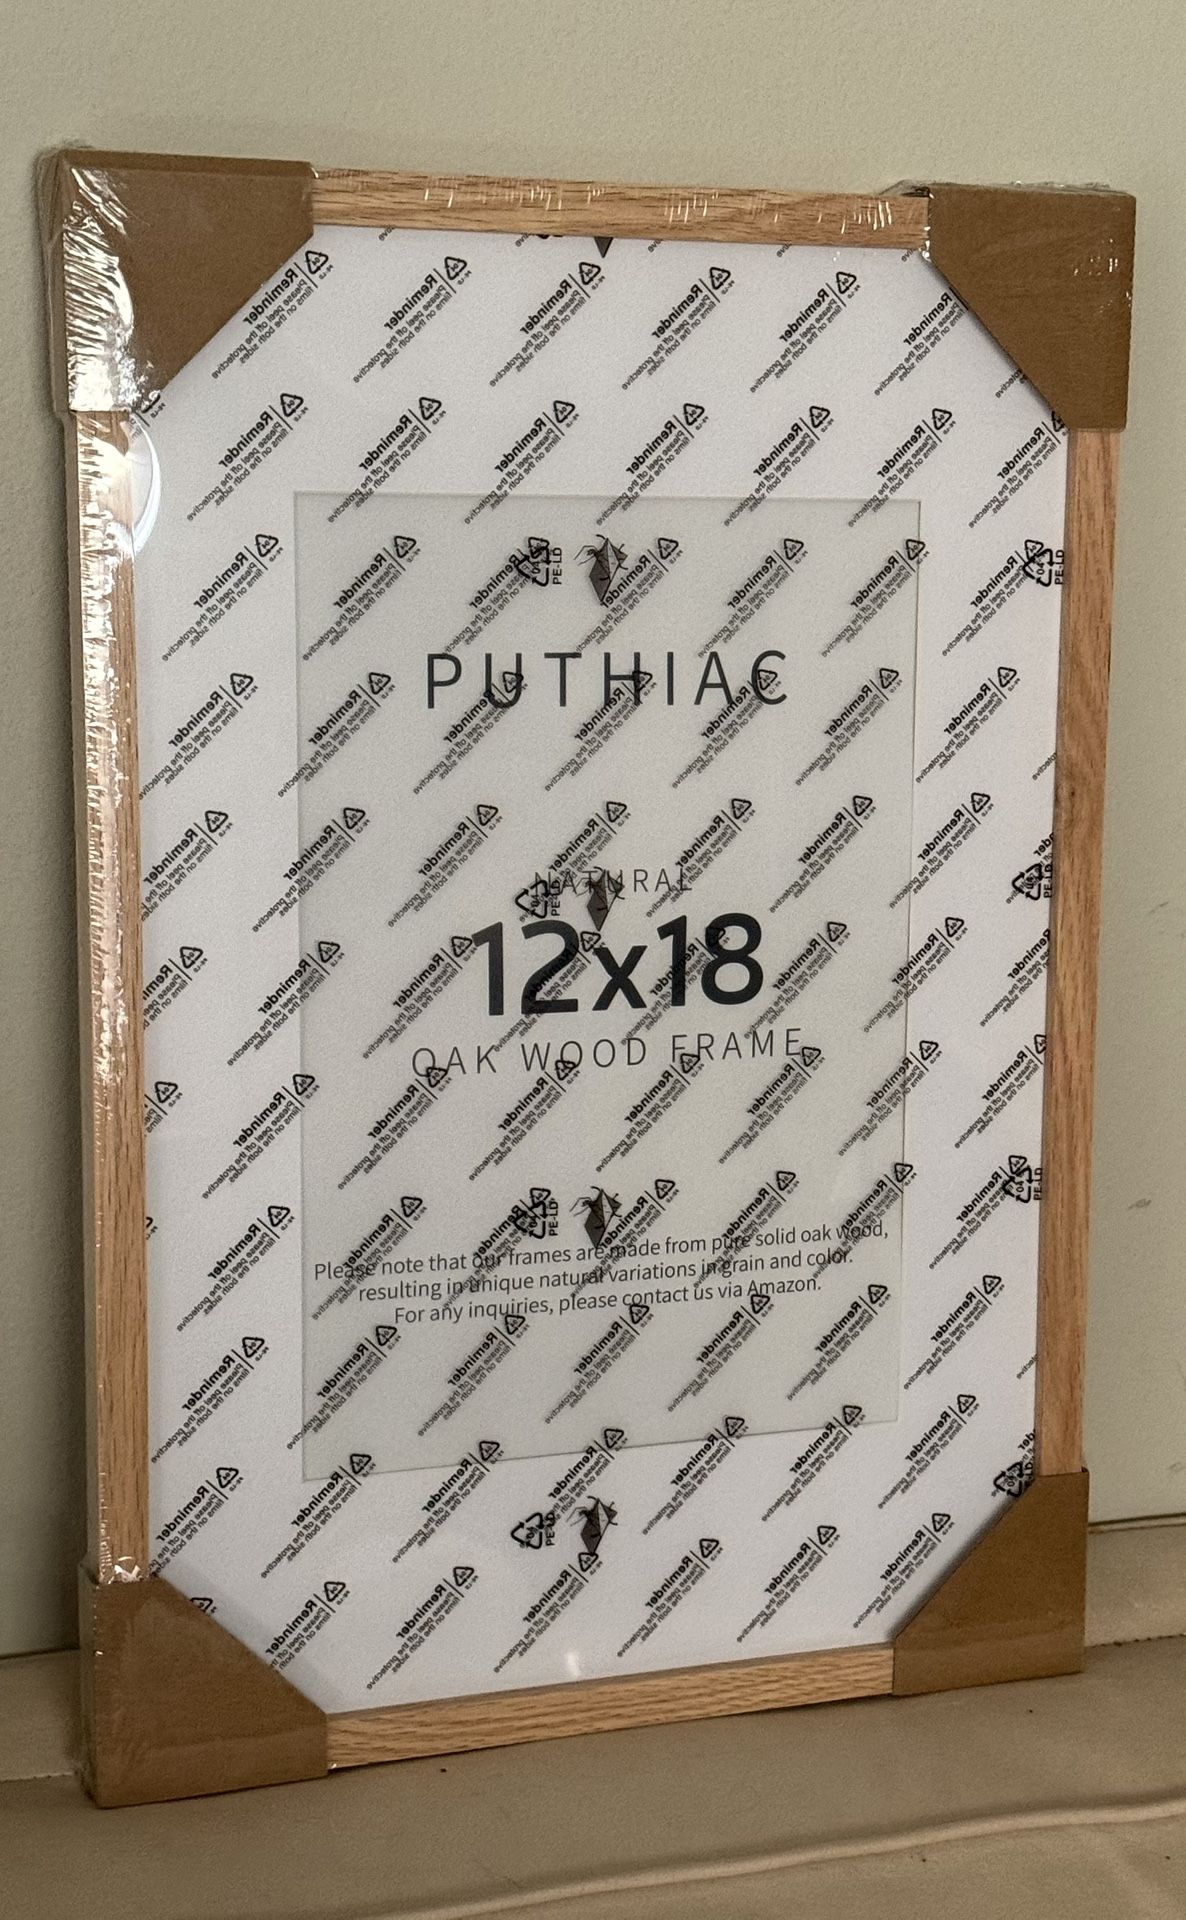 PUTHIAC
NATURAL
12x18
OAK WOOD FRAME
Please note that our frames are made from pure solid oak wood,
resulting in unique natural variations in grain and color.
For any inquiries, please contact us via Amazon.
Reminder
Please peel off the protective
films on the both sides
04
PE-LD